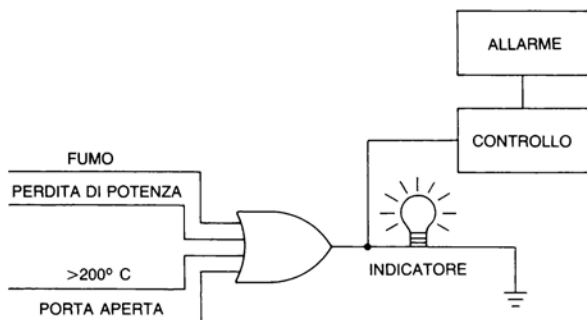 ALLARME
CONTROLLO
FUMO
PERDITA DI POTENZA
>200° C
PORTA APERTA
INDICATORE